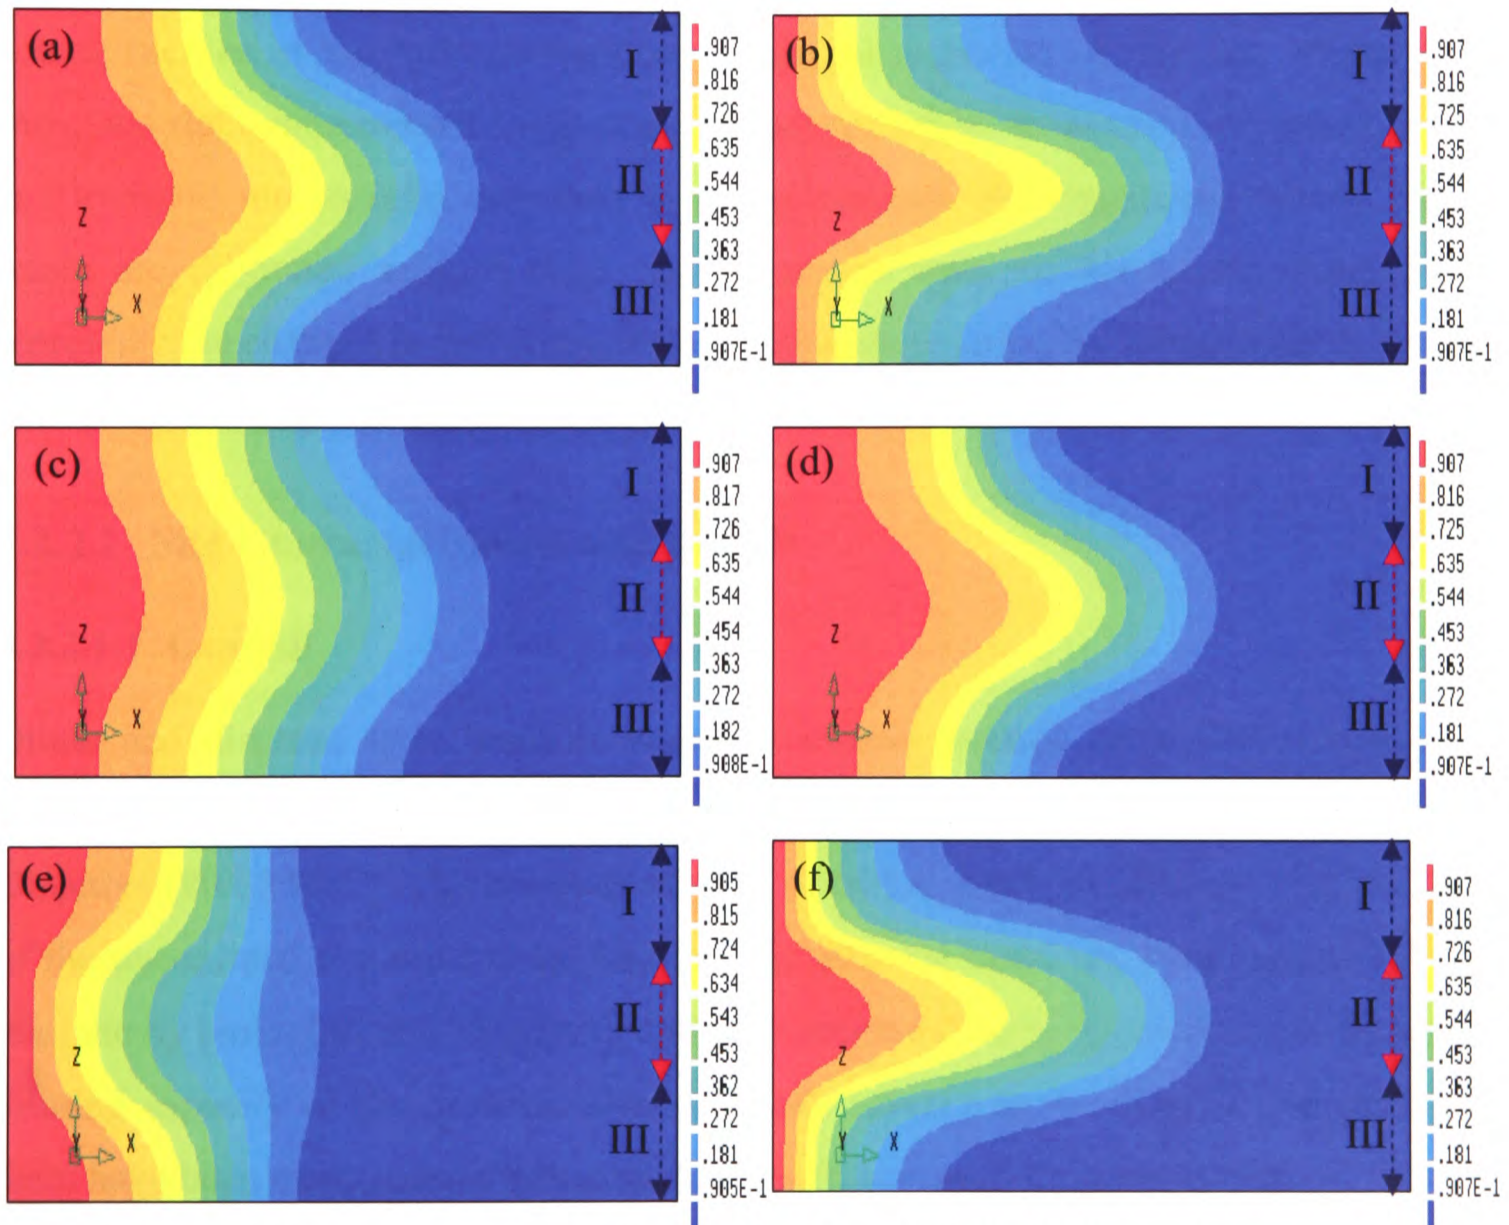 (a)
I
II
III
Z
Y X
.907
.816
.726
.635
.544
.453
.363
.272
.181
.907E-1
(b)
I
II
III
Z
Y X
.907
.816
.725
.635
.544
.453
.363
.272
.181
.907E-1
(c)
I
II
III
Z
Y X
.907
.817
.726
.635
.544
.454
.363
.272
.182
.908E-1
(d)
I
II
III
Z
Y X
.907
.816
.725
.635
.544
.453
.363
.272
.181
.907E-1
(e)
I
II
III
Z
Y X
.905
.815
.724
.634
.543
.453
.362
.272
.181
.905E-1
(f)
I
II
III
Z
Y X
.907
.816
.726
.635
.544
.453
.363
.272
.181
.907E-1